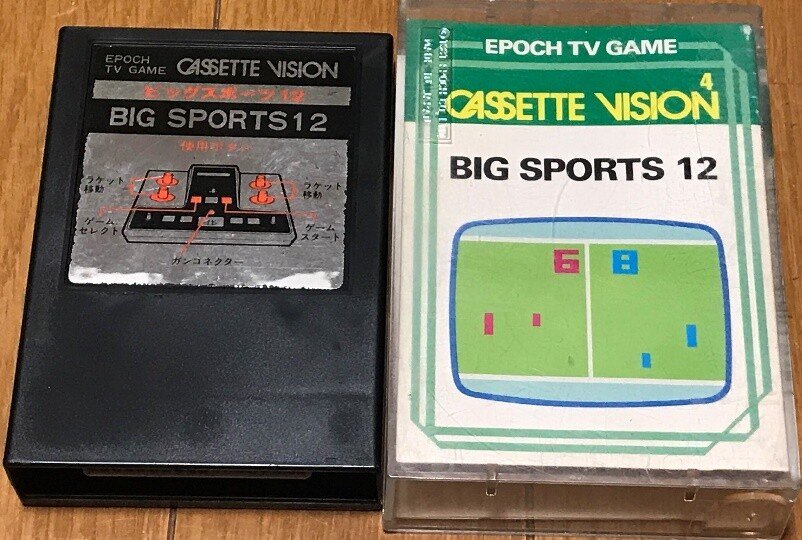 EPOCH
TV GAME CASSETTE VISION
ビッグスポーツ12
BIG SPORTS12
使用ボタン
ラケット
移動
ラケット
移動
ゲーム
セレクト
ゲーム
スタート
ガンコネクター
EPOCH TV GAME
4
CASSETTE VISION
BIG SPORTS 12
6 8